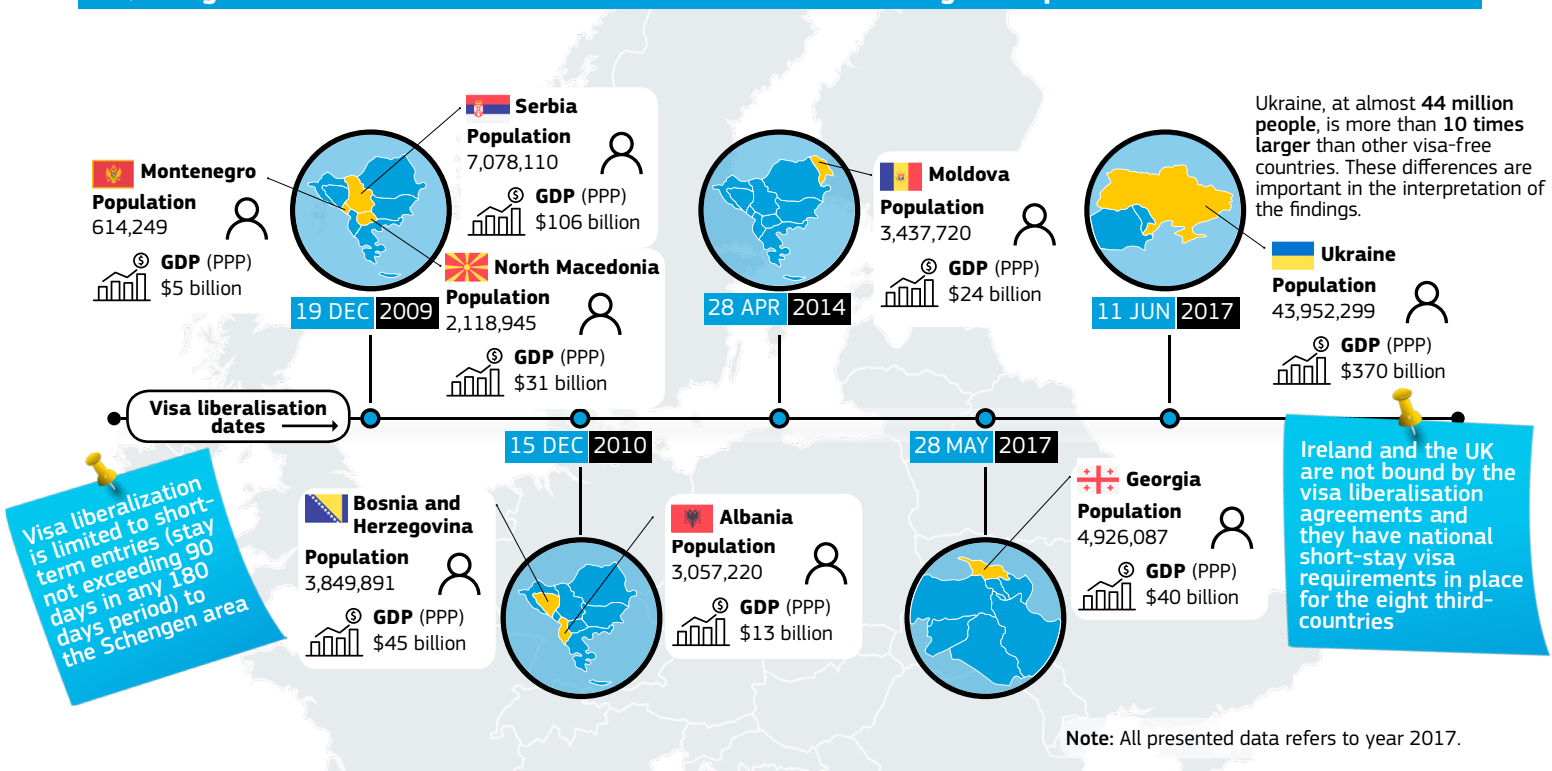 Montenegro
Population
614,249
GDP (PPP)
$5 billion
Serbia
Population
7,078,110
GDP (PPP)
$106 billion
North Macedonia
Population
2,118,945
GDP (PPP)
$31 billion
19 DEC 2009
Moldova
Population
3,437,720
GDP (PPP)
$24 billion
28 APR 2014
Ukraine, at almost 44 million
people, is more than 10 times
larger than other visa-free
countries. These differences are
important in the interpretation of
the findings.
Ukraine
Population
43,952,299
GDP (PPP)
$370 billion
11 JUN 2017
Visa liberalisation
dates
15 DEC 2010
28 MAY 2017
Visa liberalization
is limited to short-
term entries (stay
not exceeding 90
days in any 180
days period) to
the Schengen area
Bosnia and
Herzegovina
Population
3,849,891
GDP (PPP)
$45 billion
Albania
Population
3,057,220
GDP (PPP)
$13 billion
Georgia
Population
4,926,087
GDP (PPP)
$40 billion
Ireland and the UK
are not bound by the
visa liberalisation
agreements and
they have national
short-stay visa
requirements in place
for the eight third-
countries
Note: All presented data refers to year 2017.